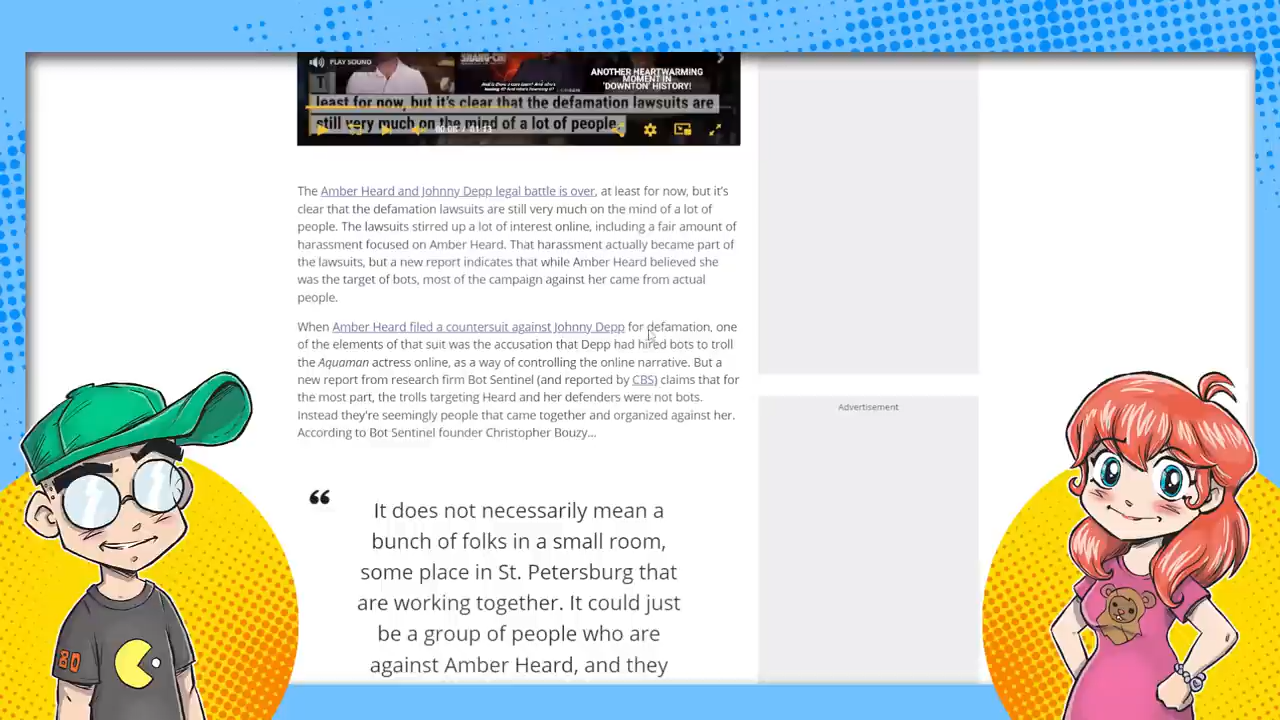 PLAY SOUND
ANOTHER HEARTWARMING
MOMENT IN
'DOWNTON' HISTORY!
least for now, but it's clear that the defamation lawsuits are
still very much on the mind of a lot of people.
The Amber Heard and Johnny Depp legal battle is over, at least for now, but it's
clear that the defamation lawsuits are still very much on the mind of a lot of
people. The lawsuits stirred up a lot of interest online, including a fair amount of
harassment focused on Amber Heard. That harassment actually became part of
the lawsuits, but a new report indicates that while Amber Heard believed she
was the target of bots, most of the campaign against her came from actual
people.
When Amber Heard filed a countersuit against Johnny Depp for defamation, one
of the elements of that suit was the accusation that Depp had hired bots to troll
the Aquaman actress online, as a way of controlling the online narrative. But a
new report from research firm Bot Sentinel (and reported by CBS) claims that for
the most part, the trolls targeting Heard and her defenders were not bots.
Instead they're seemingly people that came together and organized against her.
According to Bot Sentinel founder Christopher Bouzy...
Advertisement
“
It does not necessarily mean a
bunch of folks in a small room,
some place in St. Petersburg that
are working together. It could just
be a group of people who are
against Amber Heard, and they
80